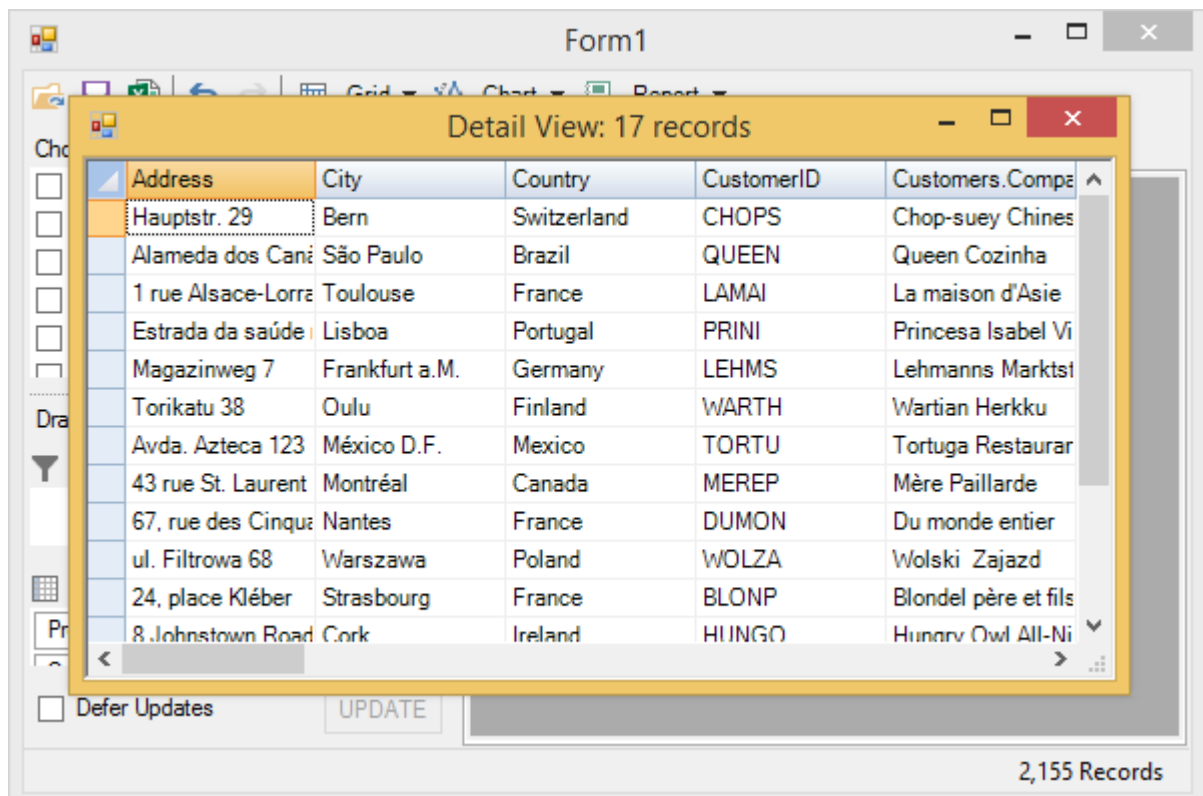 Form1
Grid Chart Report
Detail View: 17 records
Address City Country CustomerID Customers.Compa
Hauptstr. 29 Bern Switzerland CHOPS Chop-suey Chines
Alameda dos Can São Paulo Brazil QUEEN Queen Cozinha
1 rue Alsace-Lorra Toulouse France LAMAI La maison d'Asie
Estrada da saúde Lisboa Portugal PRINI Princesa Isabel Vi
Magazinweg 7 Frankfurt a.M. Germany LEHMS Lehmanns Marktst
Torikatu 38 Oulu Finland WARTH Wartian Herkku
Dra
Avda. Azteca 123 México D.F. Mexico TORTU Tortuga Restaurar
43 rue St. Laurent Montréal Canada MEREP Mère Paillarde
67, rue des Cinqua Nantes France DUMON Du monde entier
ul. Filtrowa 68 Warszawa Poland WOLZA Wolski Zajazd
24, place Kléber Strasbourg France BLONP Blondel père et fils
8 Johnstown Road Cork Ireland HUNGO Hungry Owl All-Ni
Pr
Defer Updates UPDATE
2,155 Records